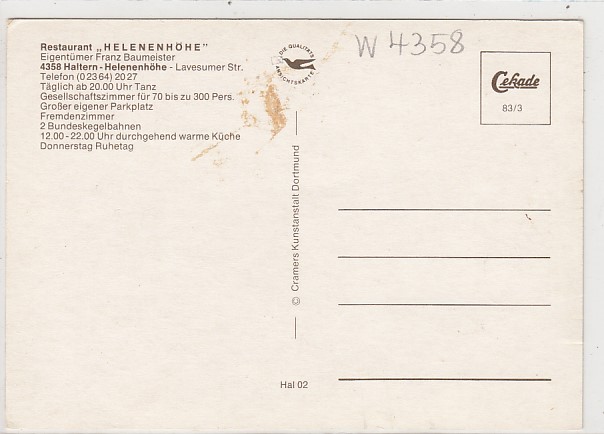 Restaurant „HELENENHÖHE"
Eigentümer Franz Baumeister
4358 Haltern-Helenenhöhe - Lavesumer Str.
Telefon (02364) 2027
Täglich ab 20.00 Uhr Tanz
Gesellschaftszimmer für 70 bis zu 300 Pers.
Großer eigener Parkplatz
Fremdenzimmer
2 Bundeskegelbahnen
12.00-22.00 Uhr durchgehend warme Küche
Donnerstag Ruhetag
DIE QUALITÄTS
ANSICHTSKARTE
W 4358
Cekade
83/3
© Cramers Kunstanstalt Dortmund
Hal 02